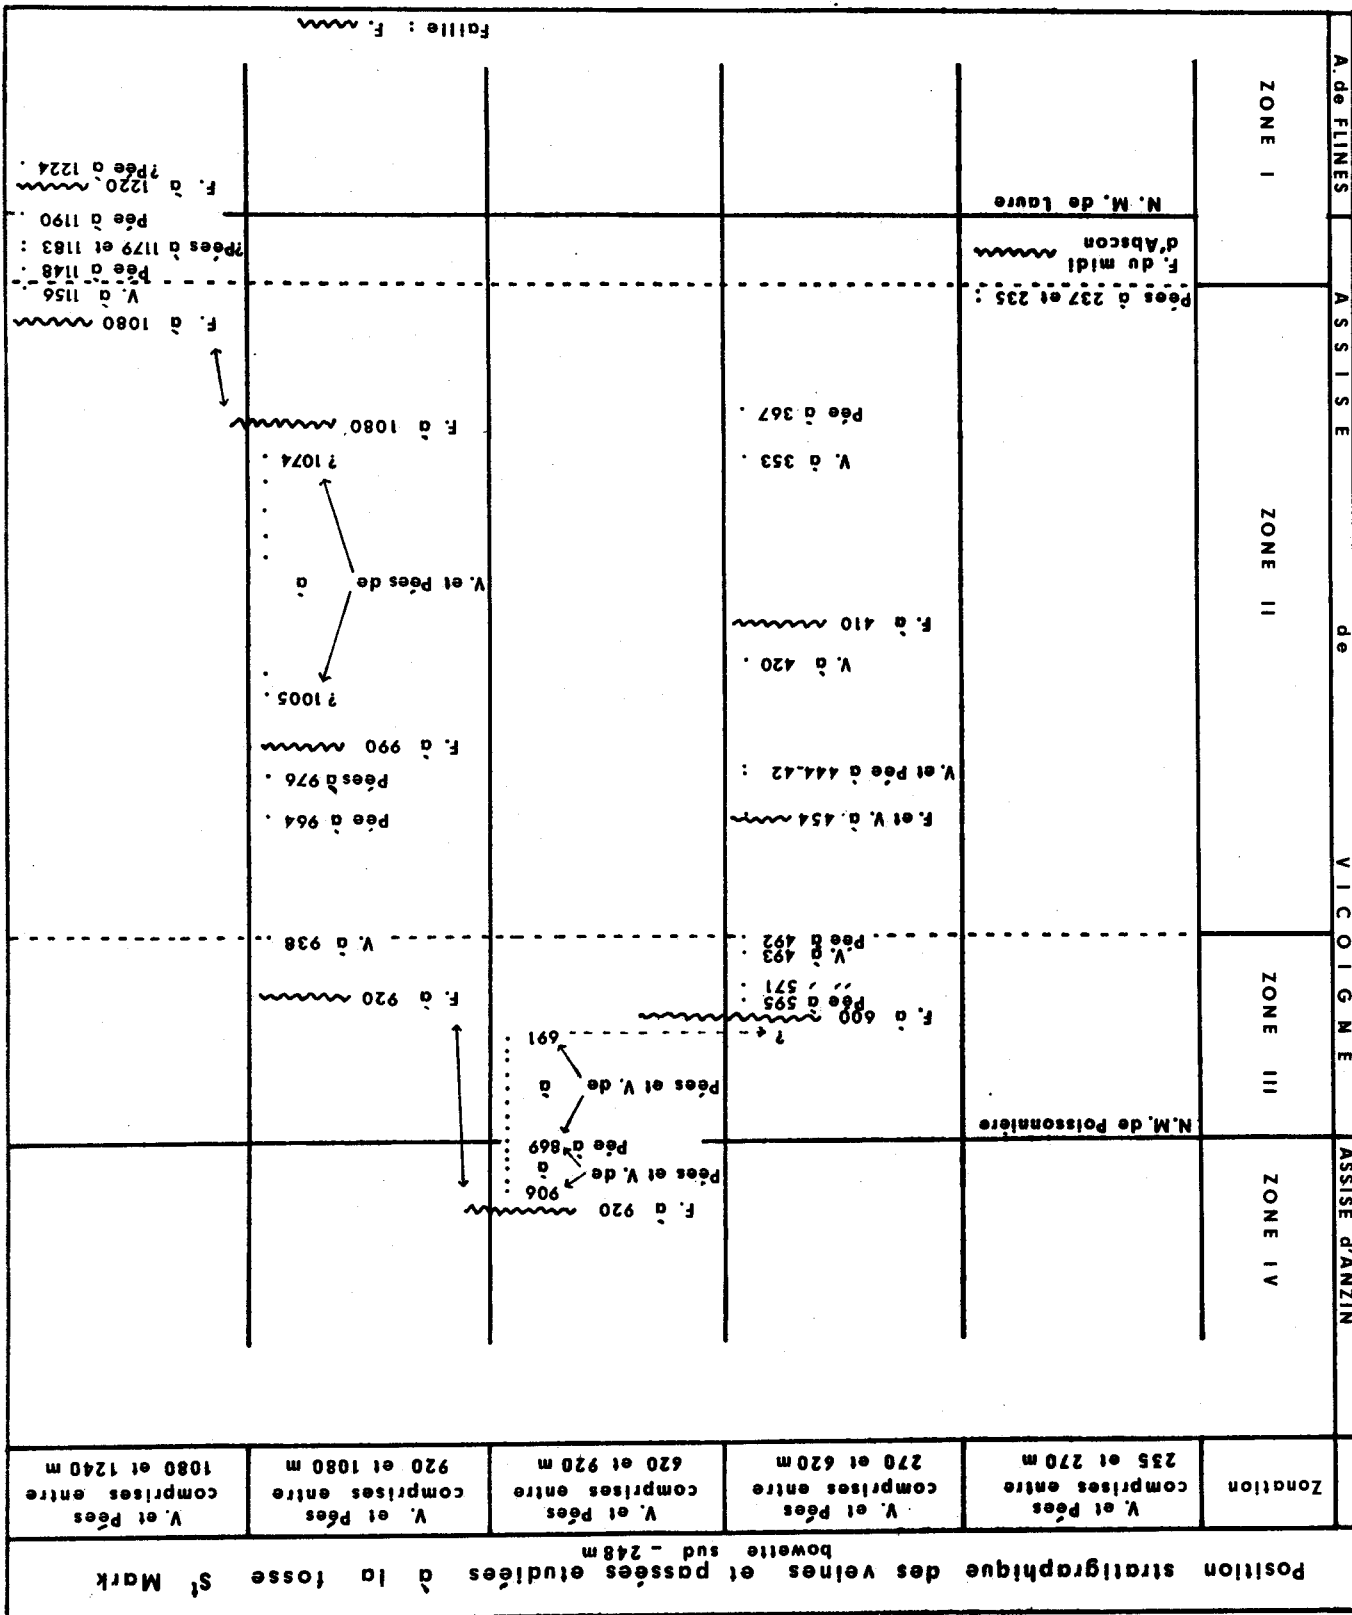 Position stratigraphique des veines et passées etudiées à la fosse St Mark
bowette sud - 248m
Zonation
V. et Pées
comprises entre
235 et 270 m
V. et Pées
comprises entre
270 et 620 m
V. et Pées
comprises entre
620 et 920 m
V. et Pées
comprises entre
920 et 1080 m
V. et Pées
comprises entre
1080 et 1240 m
ASSISE d'ANZIN
ASSISE de VICOIGNE
A. de FLINES
ZONE IV
ZONE III
ZONE II
ZONE I
N.M. de Poissonnière
Pées à 237 et 235 :
F. du midi
d'Abscon
N. M. de Laure
?
F. à 600
Pée à 595 .
,, , 571 .
V. à 493 .
Pée à 492 .
F. et V. à 454
V. et Pée à 444-42 :
V. à 420 .
F. à 410
V. à 353 .
Pée à 367 .
F. à 920
906
Pées et V. de
à
Pée à 869
Pées et V. de
à
691
F. à 920
V. à 938 .
Pée à 964 .
Pées à 976 .
F. à 990
? 1005 .
V. et Pées de
à
? 1074 .
F. à 1080
F. à 1080
V. à 1156 .
Pée à 1148 .
?Pées à 1179 et 1183 :
Pée à 1190 .
F. à 1220
?Pée à 1224 .
Faille : F.